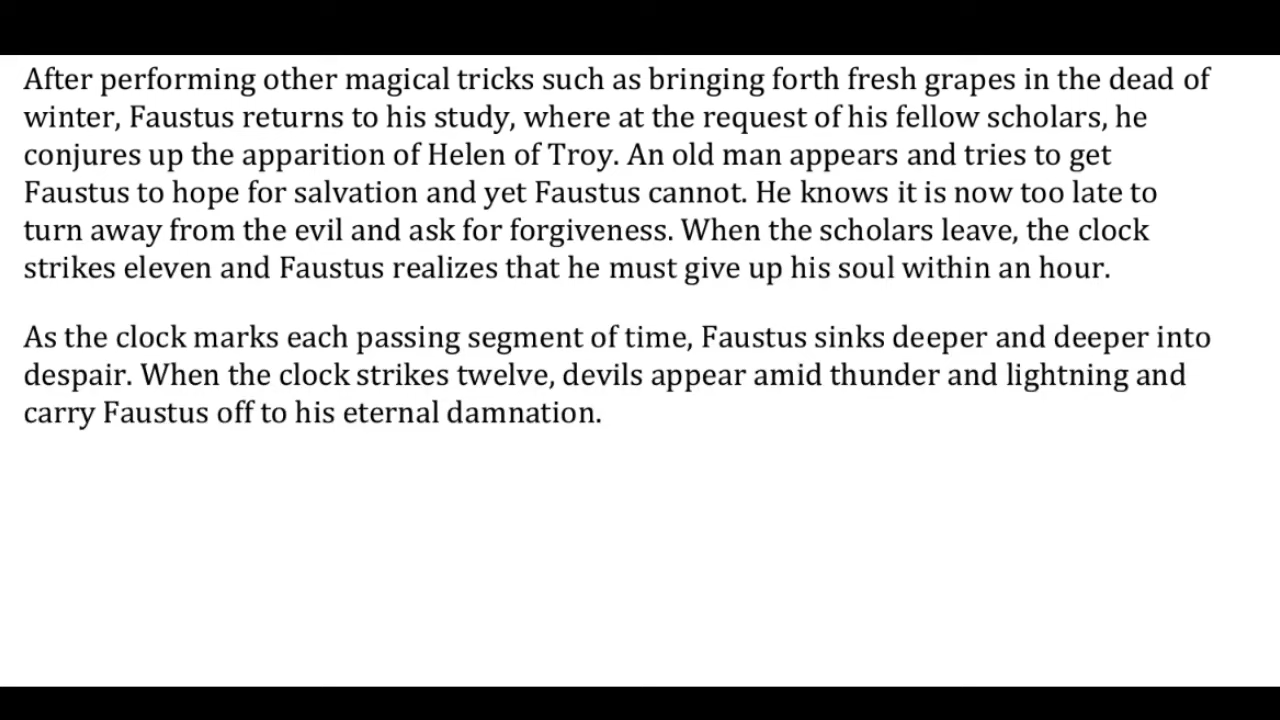 After performing other magical tricks such as bringing forth fresh grapes in the dead of
winter, Faustus returns to his study, where at the request of his fellow scholars, he
conjures up the apparition of Helen of Troy. An old man appears and tries to get
Faustus to hope for salvation and yet Faustus cannot. He knows it is now too late to
turn away from the evil and ask for forgiveness. When the scholars leave, the clock
strikes eleven and Faustus realizes that he must give up his soul within an hour.
As the clock marks each passing segment of time, Faustus sinks deeper and deeper into
despair. When the clock strikes twelve, devils appear amid thunder and lightning and
carry Faustus off to his eternal damnation.